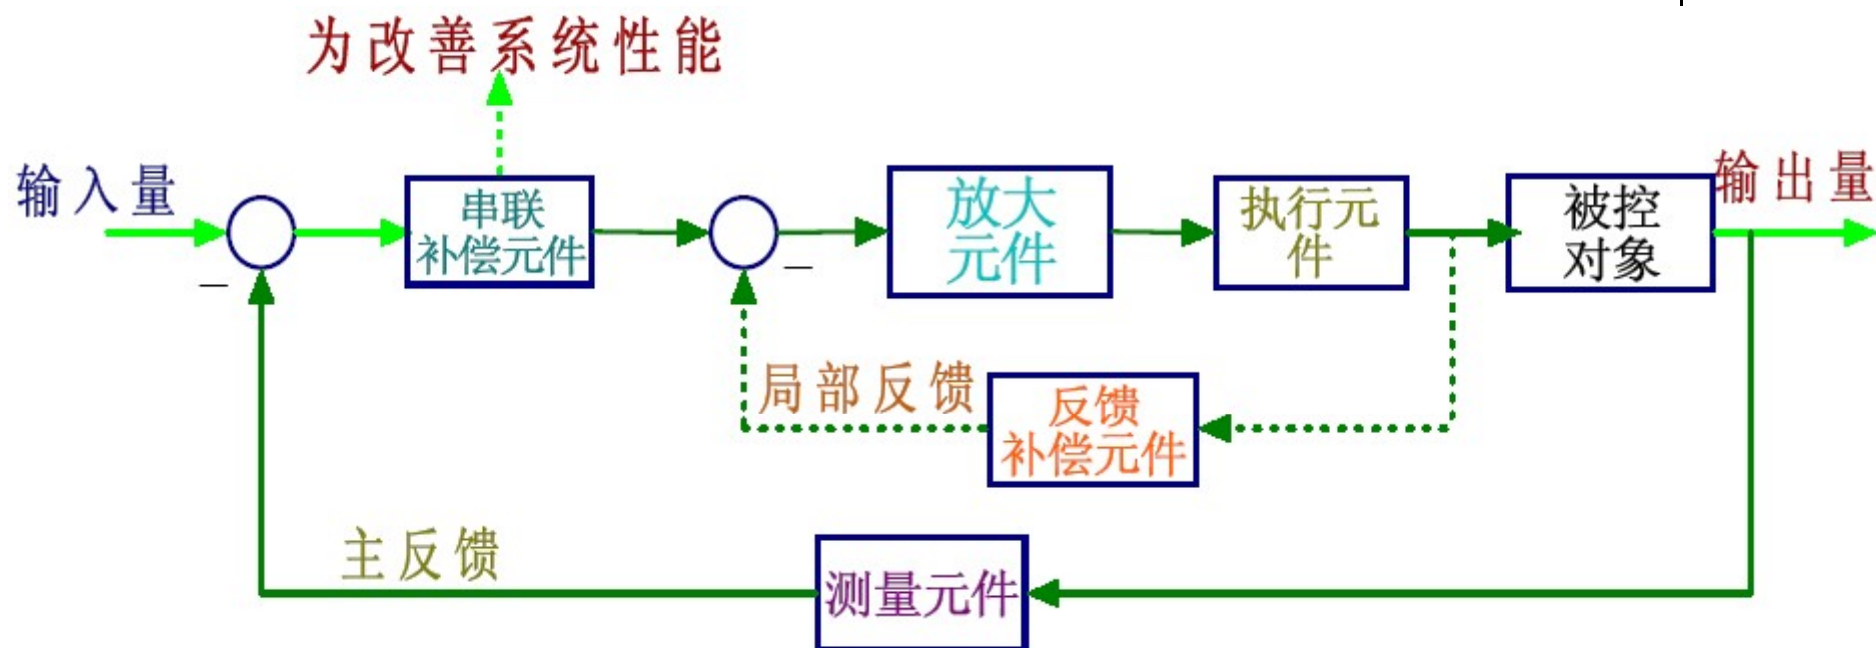 为改善系统性能
输入量
串联
补偿元件
放大
元件
执行元
件
被控
对象
输出量
局部反馈
反馈
补偿元件
主反馈
测量元件